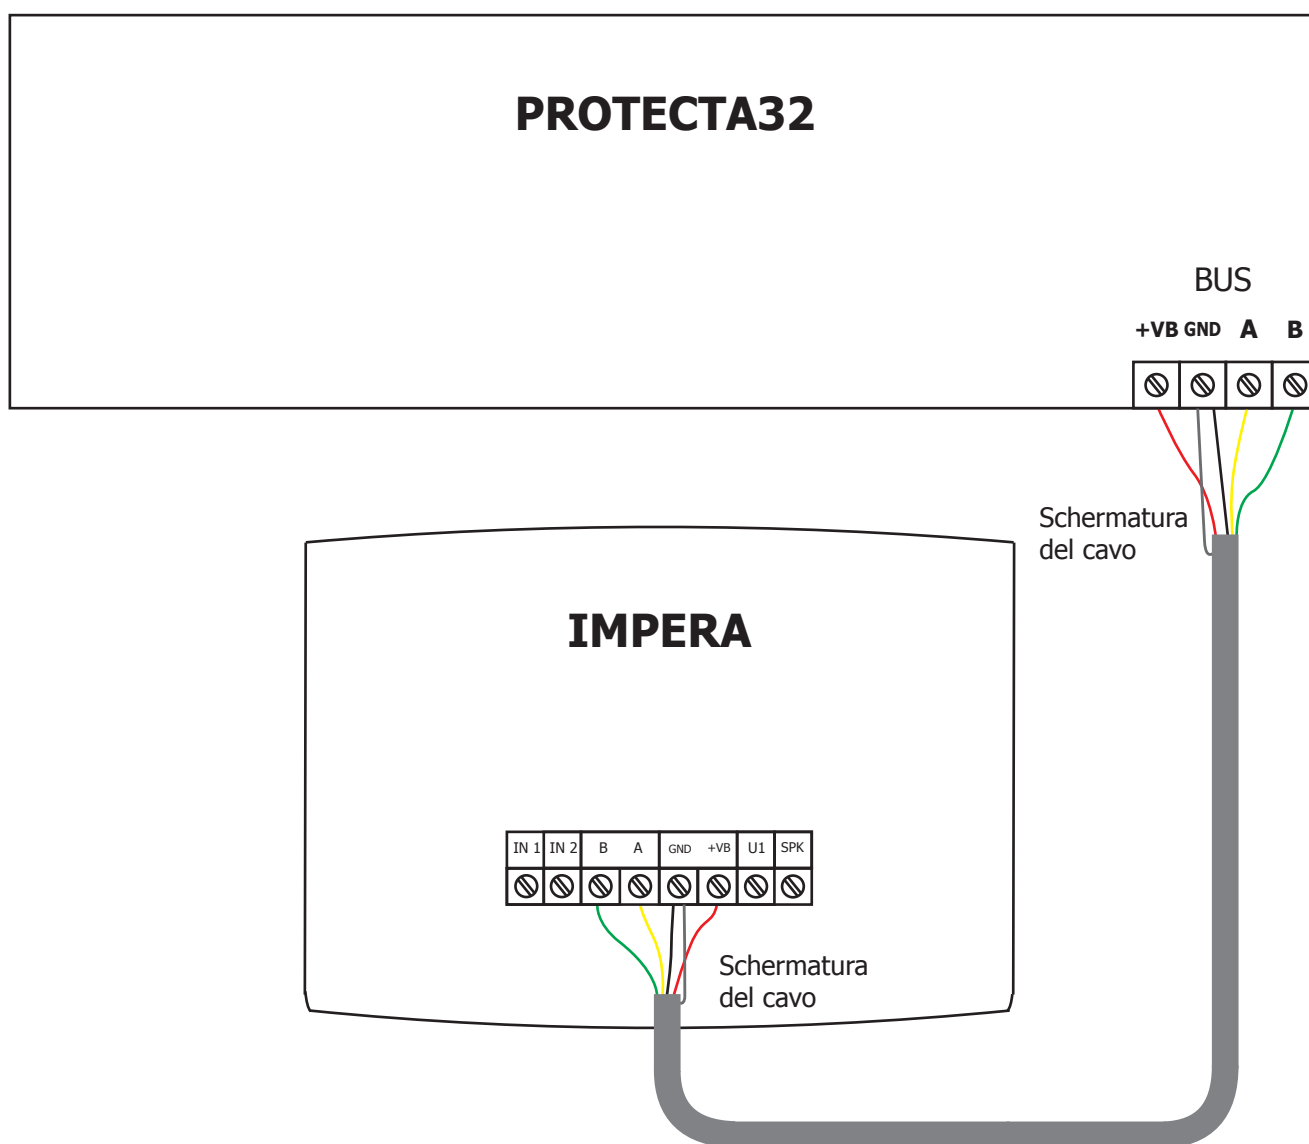 PROTECTA32
BUS
+VB GND A B
Schermatura
del cavo
IMPERA
IN 1 IN 2 B A GND +VB U1 SPK
Schermatura
del cavo